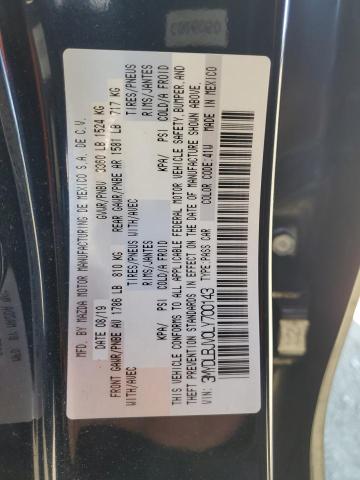 MFD. BY MAZDA MOTOR MANUFACTURING DE MEXICO S.A. DE C.V.
DATE 08/19 GVWR/PNBV 3360 LB 1524 KG
FRONT GAWR/PNBE AV 1786 LB 810 KG REAR GAWR/PNBE AR 1581 LB 717 KG
WITH/AVEC TIRES/PNEUS WITH/AVEC TIRES/PNEUS
RIMS/JANTES RIMS/JANTES
KPA/ PSI COLD/A FROID KPA/ PSI COLD/A FROID
THIS VEHICLE CONFORMS TO ALL APPLICABLE FEDERAL MOTOR VEHICLE SAFETY, BUMPER, AND
THEFT PREVENTION STANDARDS IN EFFECT ON THE DATE OF MANUFACTURE SHOWN ABOVE.
VIN: 3MYDLBJV0LY700143 TYPE:PASS CAR COLOR CODE:41W MADE IN MEXICO